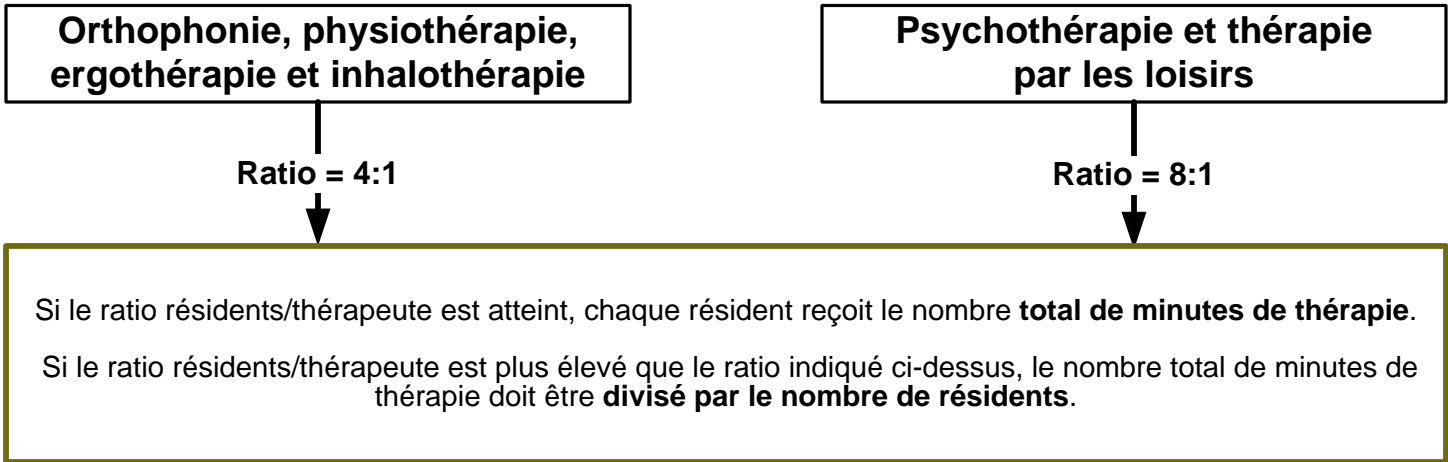 Orthophonie, physiothérapie,
ergothérapie et inhalothérapie
Psychothérapie et thérapie
par les loisirs
Ratio = 4:1
Ratio = 8:1
Si le ratio résidents/thérapeute est atteint, chaque résident reçoit le nombre total de minutes de thérapie.
Si le ratio résidents/thérapeute est plus élevé que le ratio indiqué ci-dessus, le nombre total de minutes de
thérapie doit être divisé par le nombre de résidents.